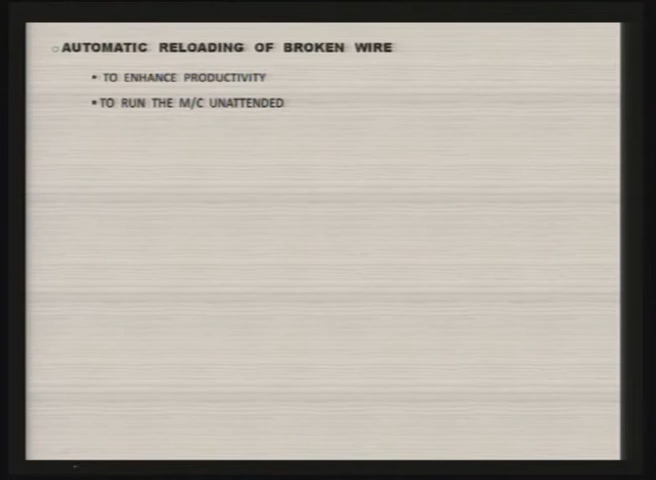 ○ AUTOMATIC RELOADING OF BROKEN WIRE
• TO ENHANCE PRODUCTIVITY
• TO RUN THE M/C UNATTENDED